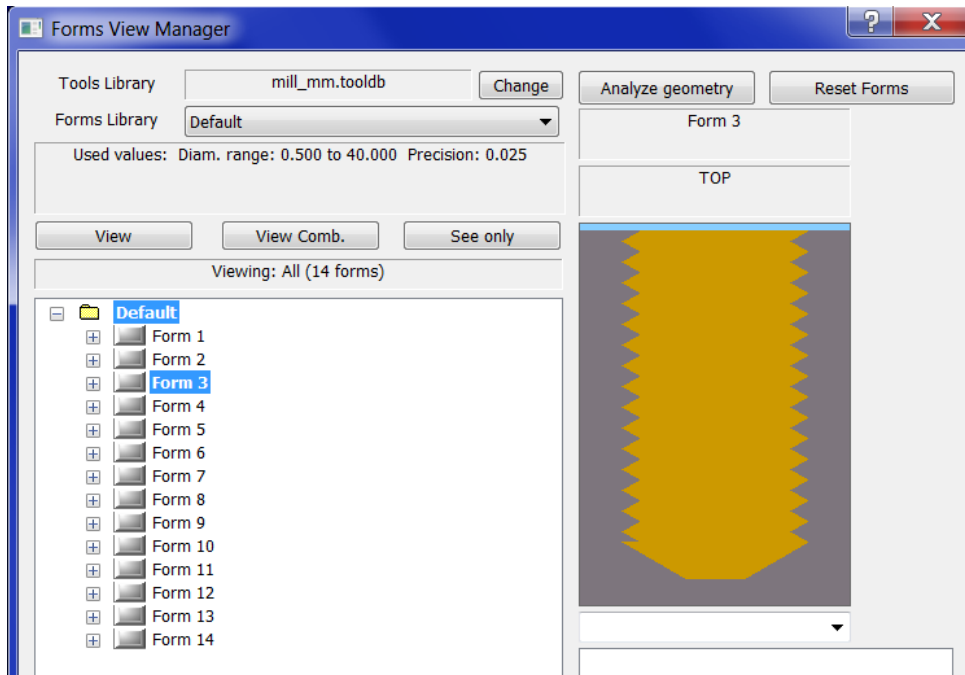 Forms View Manager
?
X
Tools Library
mill_mm.tooldb
Change
Analyze geometry
Reset Forms
Forms Library
Default
Form 3
Used values: Diam. range: 0.500 to 40.000 Precision: 0.025
TOP
View
View Comb.
See only
Viewing: All (14 forms)
Default
Form 1
Form 2
Form 3
Form 4
Form 5
Form 6
Form 7
Form 8
Form 9
Form 10
Form 11
Form 12
Form 13
Form 14